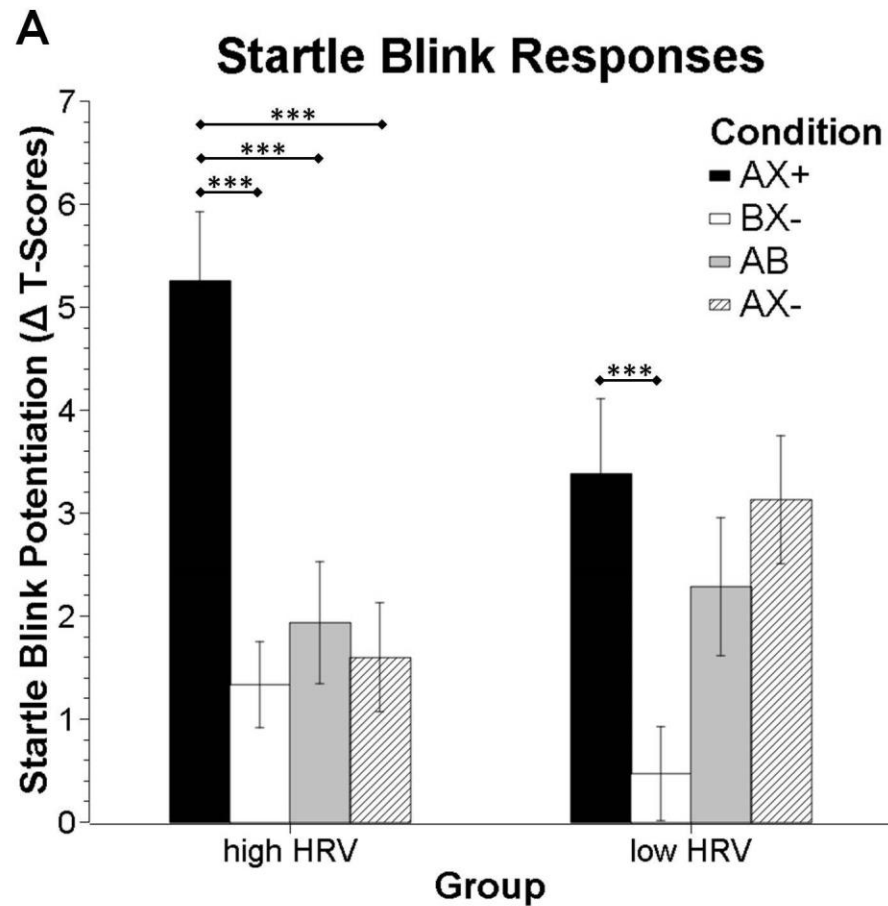 A
Startle Blink Responses
Startle Blink Potentiation (Δ T-Scores)
7
6
5
4
3
2
1
0
***
***
***
***
Condition
AX+
BX-
AB
AX-
high HRV
low HRV
Group